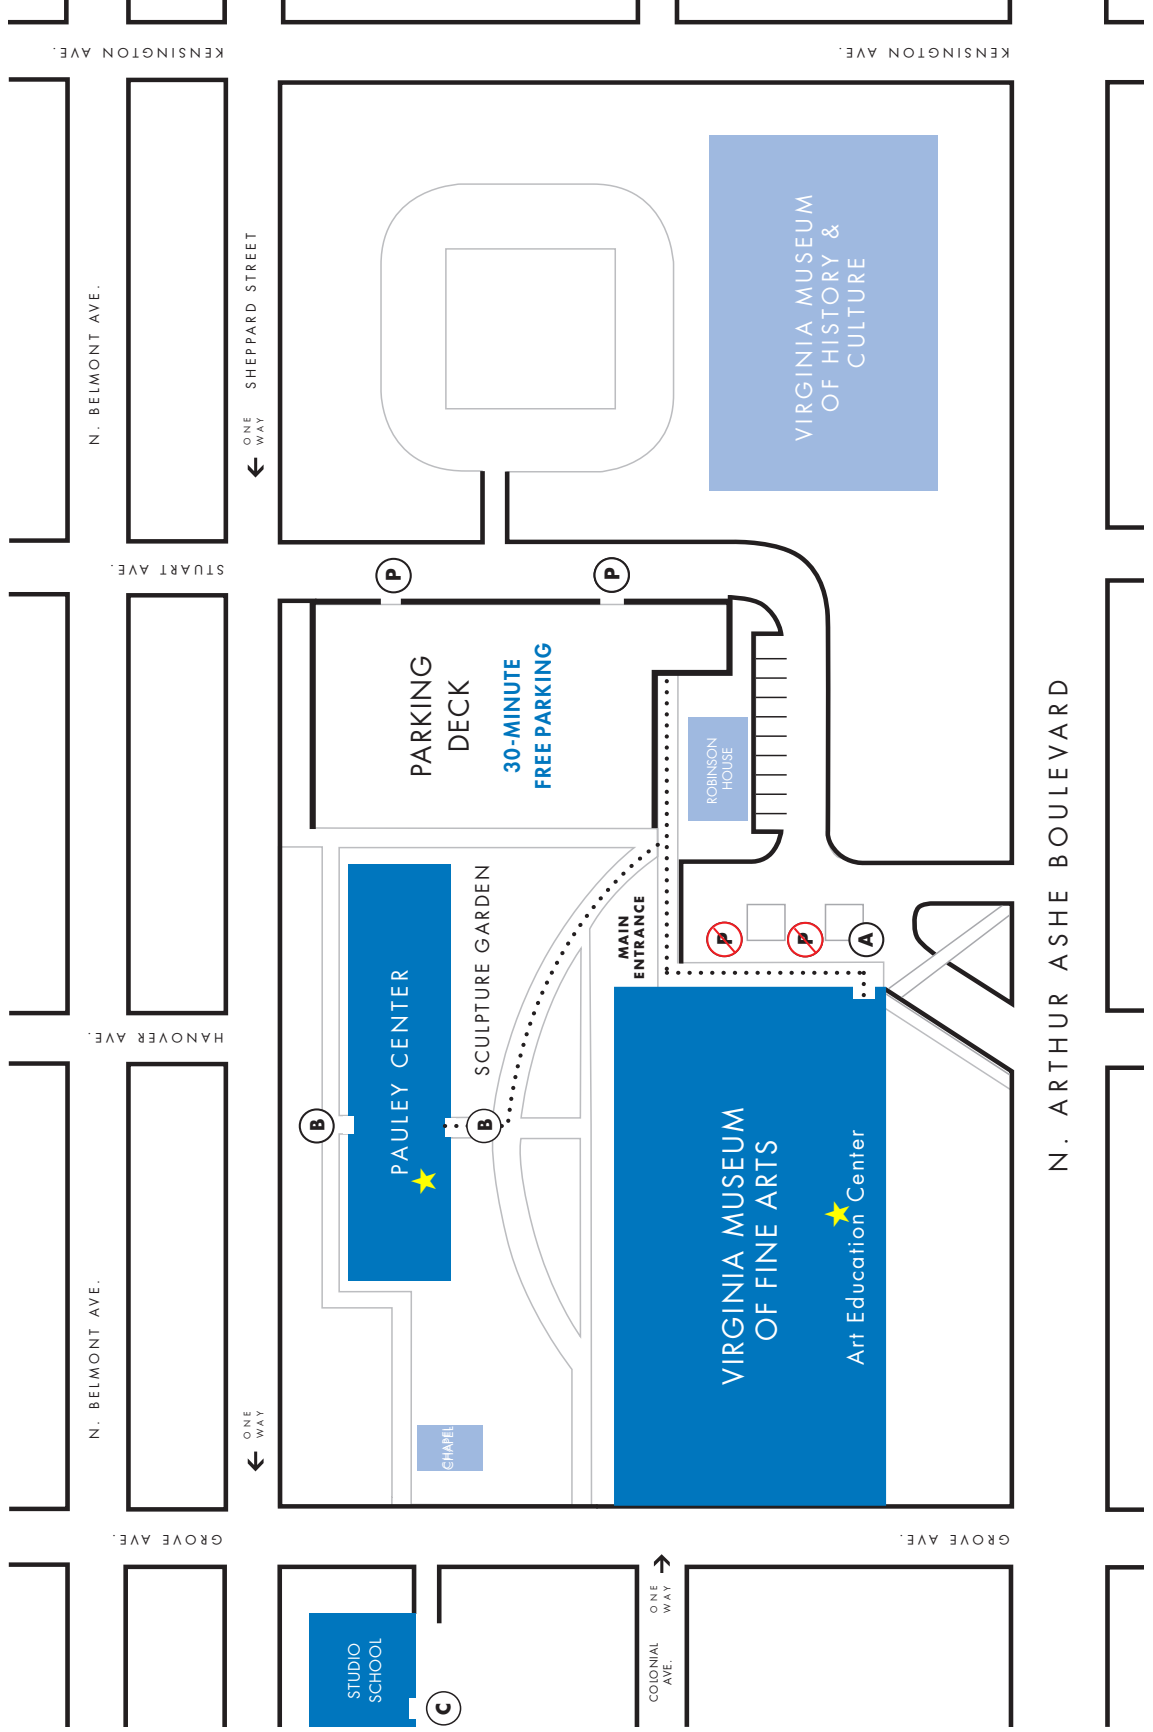 KENSINGTON AVE.
KENSINGTON AVE.
N. BELMONT AVE.
SHEPPARD STREET
ONE
WAY
VIRGINIA MUSEUM
OF HISTORY &
CULTURE
STUART AVE.
P
P
PARKING
DECK
30-MINUTE
FREE PARKING
ROBINSON
HOUSE
N. ARTHUR ASHE BOULEVARD
SCULPTURE GARDEN
MAIN
ENTRANCE
P
P
A
HANOVER AVE.
PAULEY CENTER
B
B
VIRGINIA MUSEUM
OF FINE ARTS
Art Education Center
N. BELMONT AVE.
ONE
WAY
CHAPEL
GROVE AVE.
GROVE AVE.
ONE
WAY
COLONIAL
AVE.
STUDIO
SCHOOL
C